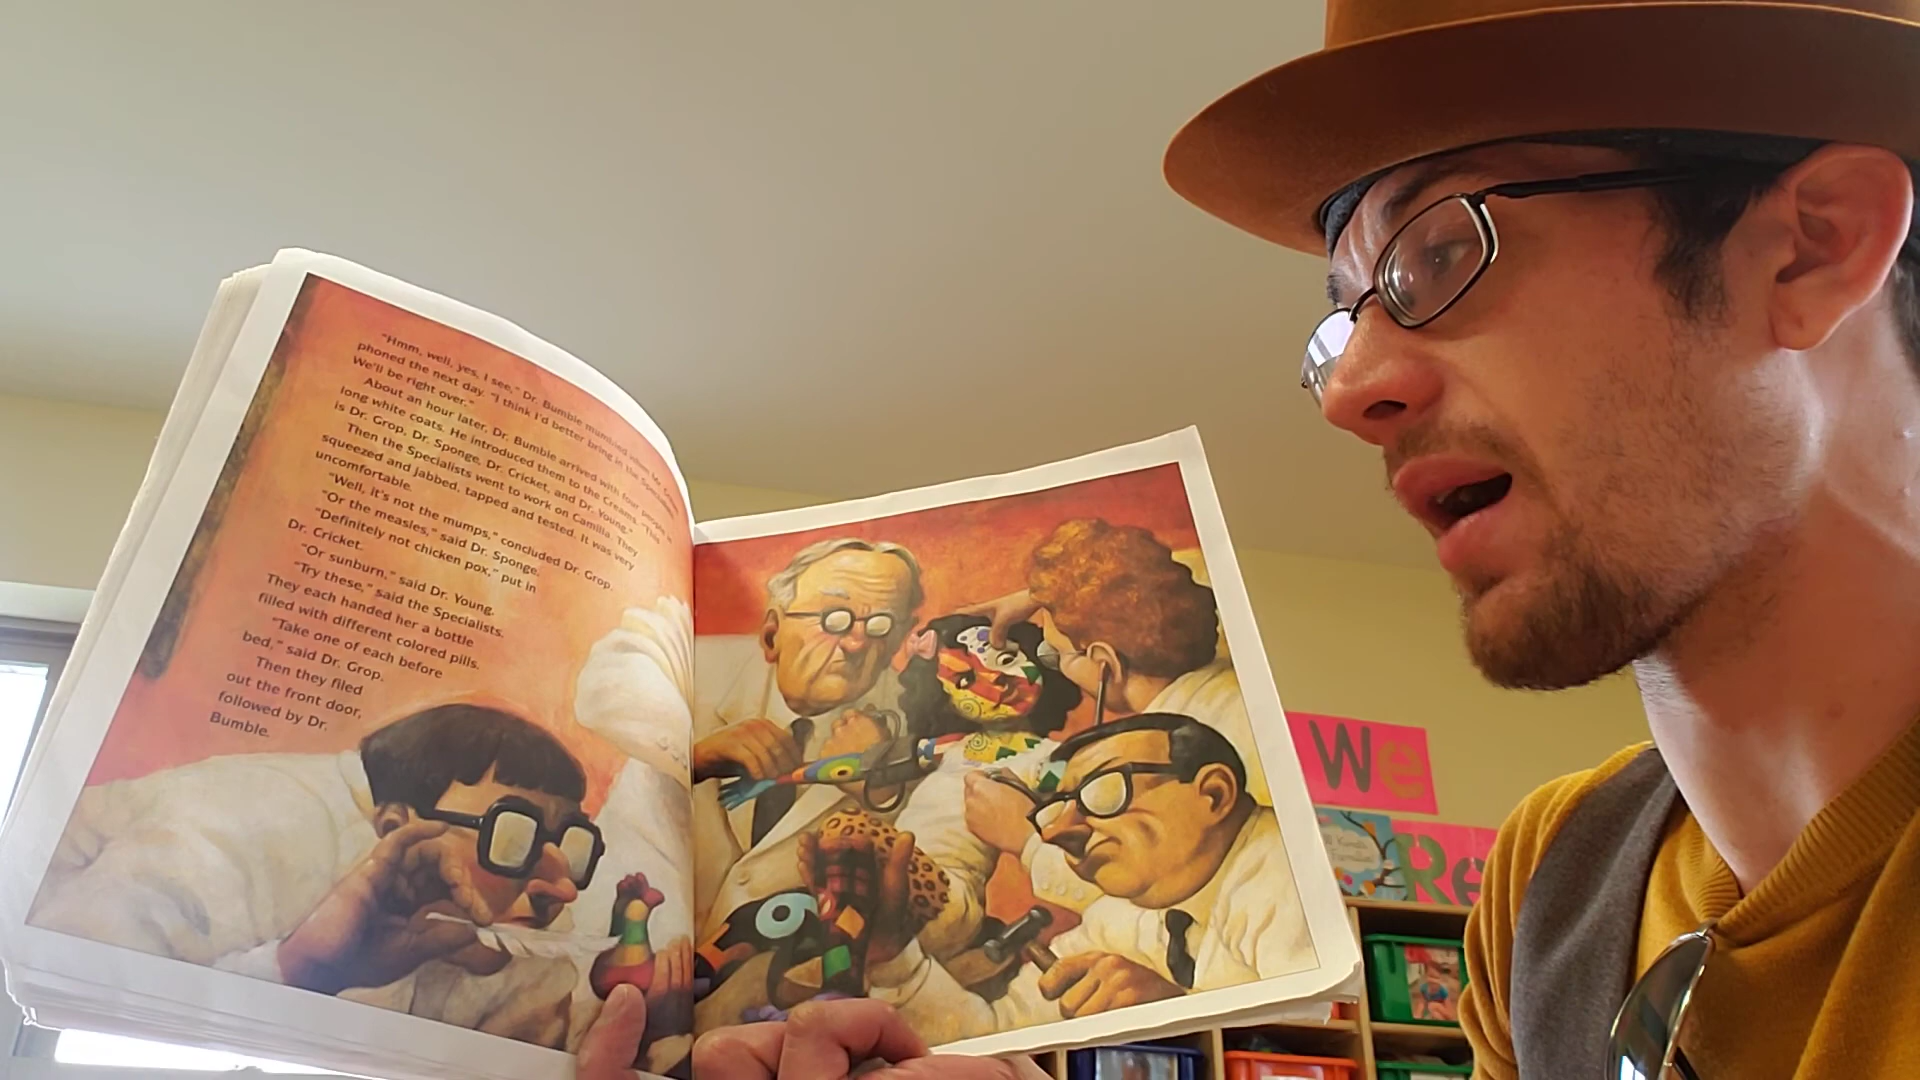 "Hmm, well, yes, I see," Dr. Bumble mumbled when Mr. Cream
phoned the next day. "I think I'd better bring in the Specialists.
We'll be right over."
About an hour later, Dr. Bumble arrived with four people in
long white coats. He introduced them to the Creams. "This
is Dr. Grop, Dr. Sponge, Dr. Cricket, and Dr. Young."
Then the Specialists went to work on Camilla. They
squeezed and jabbed, tapped and tested. It was very
uncomfortable.
"Well, it's not the mumps," concluded Dr. Grop.
"Or the measles," said Dr. Sponge.
"Definitely not chicken pox," put in
Dr. Cricket.
"Or sunburn," said Dr. Young.
"Try these," said the Specialists.
They each handed her a bottle
filled with different colored pills.
"Take one of each before
bed," said Dr. Grop.
Then they filed
out the front door,
followed by Dr.
Bumble.
We
Re